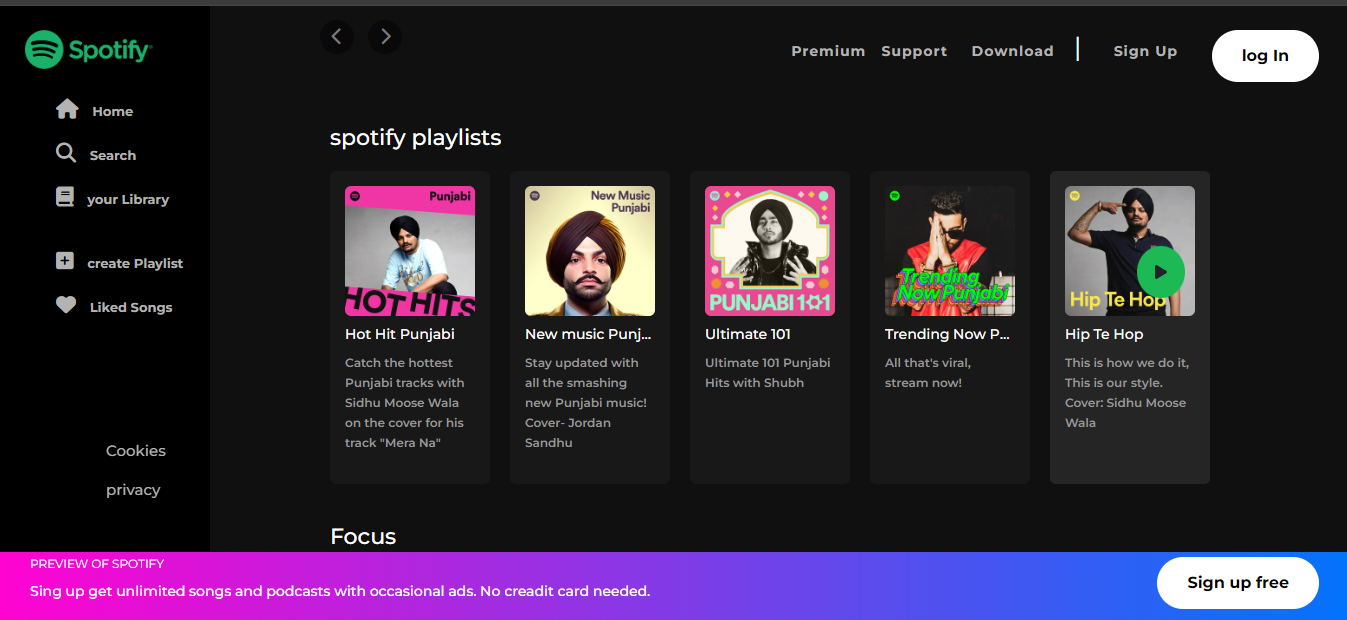 Spotify
Premium Support Download | Sign Up log In
Home
Search
your Library
create Playlist
Liked Songs
Cookies
privacy
spotify playlists
Punjabi
HOT HITS
Hot Hit Punjabi
Catch the hottest
Punjabi tracks with
Sidhu Moose Wala
on the cover for his
track "Mera Na"
New Music
Punjabi
New music Punj...
Stay updated with
all the smashing
new Punjabi music!
Cover- Jordan
Sandhu
PUNJABI 101
Ultimate 101
Ultimate 101 Punjabi
Hits with Shubh
Trending
Now Punjabi
Trending Now P...
All that's viral,
stream now!
Hip Te Hop
Hip Te Hop
This is how we do it,
This is our style.
Cover: Sidhu Moose
Wala
Focus
PREVIEW OF SPOTIFY
Sing up get unlimited songs and podcasts with occasional ads. No creadit card needed.
Sign up free